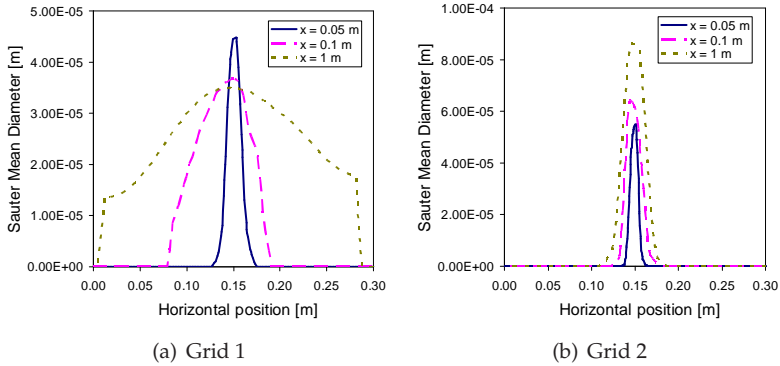 5.00E-05
4.00E-05
3.00E-05
2.00E-05
1.00E-05
0.00E+00
Sauter Mean Diameter [m]
x = 0.05 m
x = 0.1 m
x = 1 m
0.00 0.05 0.10 0.15 0.20 0.25 0.30
Horizontal position [m]
(a) Grid 1
1.00E-04
8.00E-05
6.00E-05
4.00E-05
2.00E-05
0.00E+00
Sauter Mean Diameter [m]
x = 0.05 m
x = 0.1 m
x = 1 m
0.00 0.05 0.10 0.15 0.20 0.25 0.30
Horizontal position [m]
(b) Grid 2